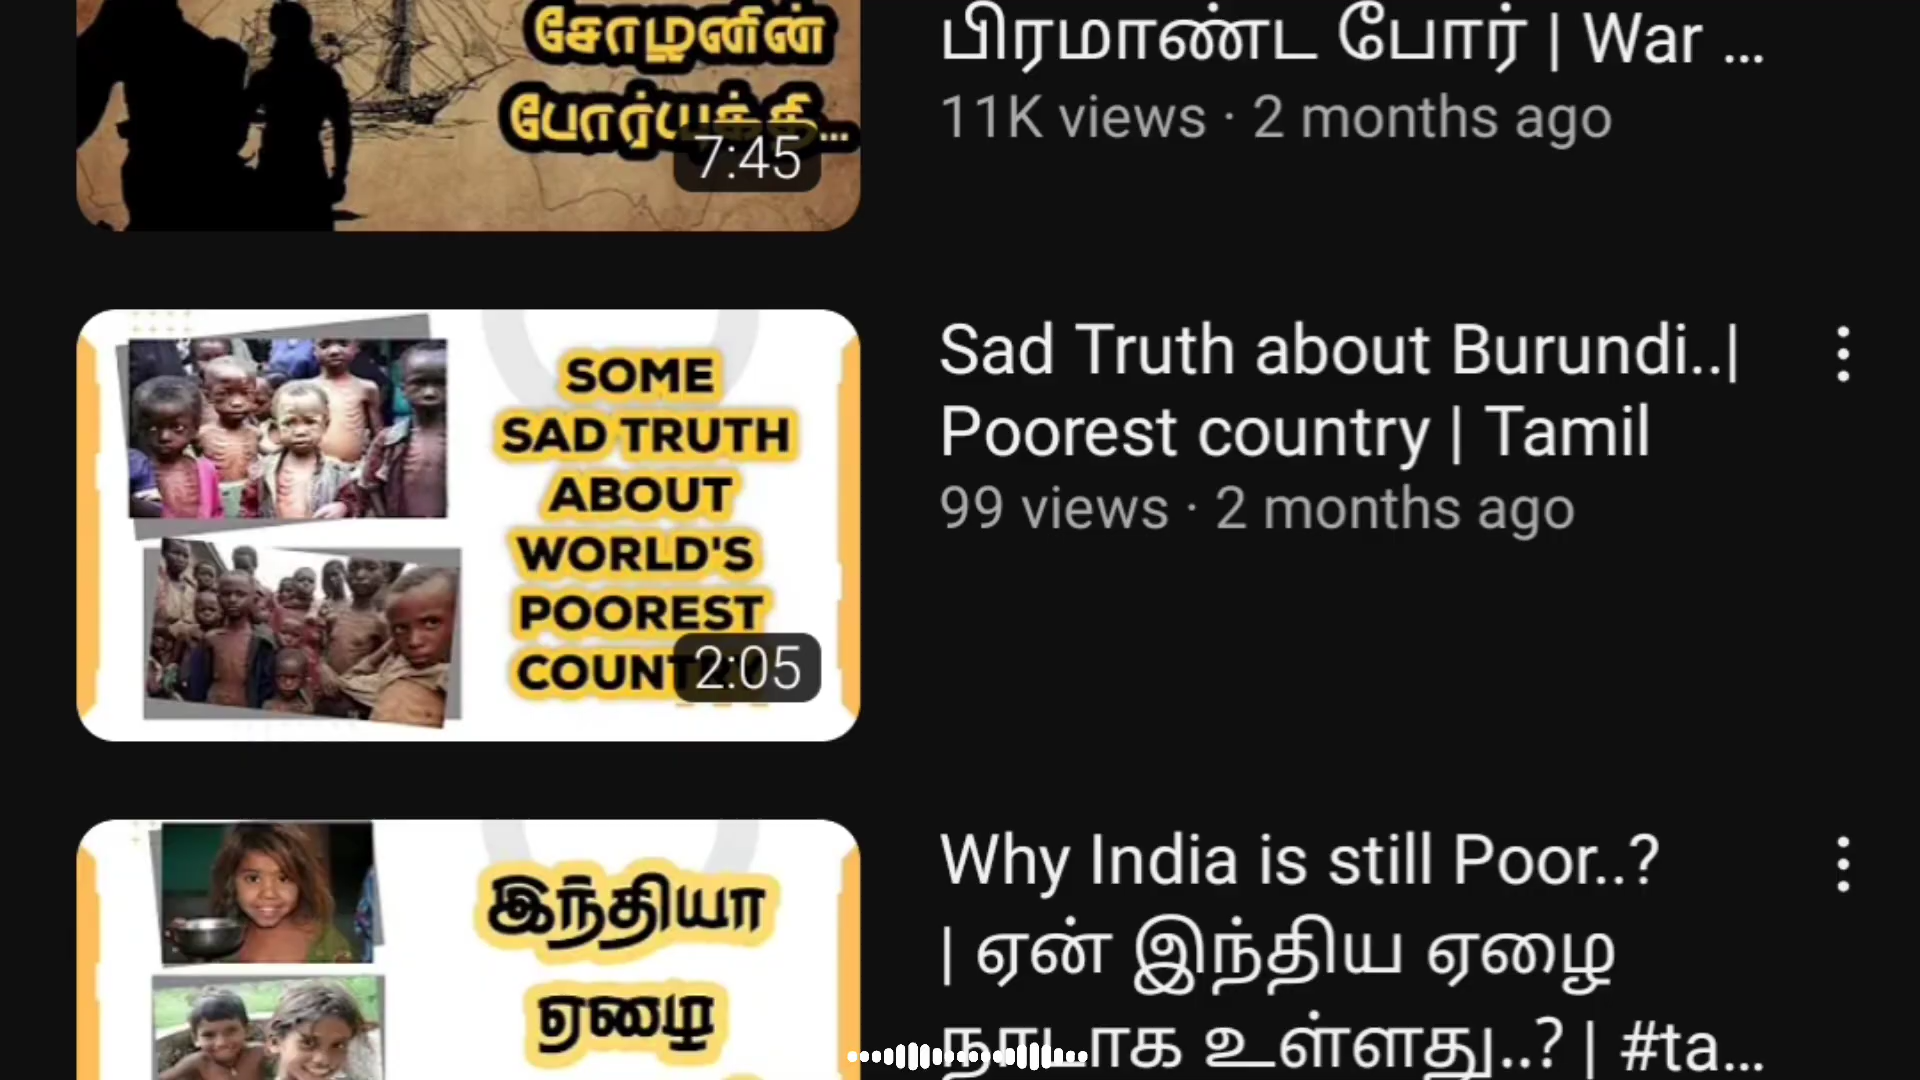 சோழனின்
போர்யுக்தி...
7:45
பிரமாண்ட போர் | War ...
11K views · 2 months ago
SOME
SAD TRUTH
ABOUT
WORLD'S
POOREST
2:05
Sad Truth about Burundi..|
Poorest country | Tamil
99 views · 2 months ago
இந்தியா
ஏழை
Why India is still Poor..?
| ஏன் இந்திய ஏழை
நாடாக உள்ளது..? | #ta...